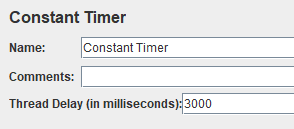 Constant Timer
Name: Constant Timer
Comments:
Thread Delay (in milliseconds): 3000